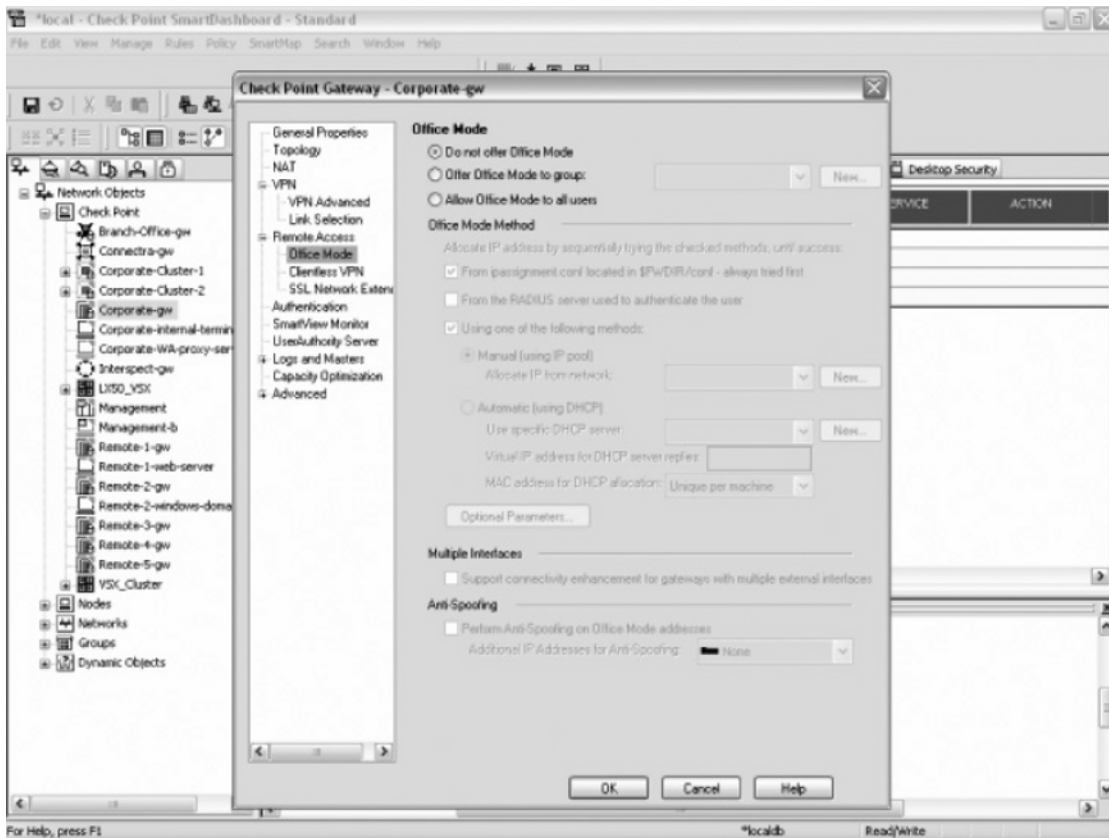 *local - Check Point SmartDashboard - Standard
File Edit View Manage Rules Policy SmartMap Search Window Help
Check Point Gateway - Corporate-gw
General Properties
Topology
NAT
VPN
VPN Advanced
Link Selection
Remote Access
Office Mode
Clientless VPN
SSL Network Exten
Authentication
SmartView Monitor
UserAuthority Server
Logs and Masters
Capacity Optimization
Advanced
Office Mode
Do not offer Office Mode
Offer Office Mode to group: New...
Allow Office Mode to all users
Office Mode Method
Allocate IP address by sequentially trying the checked methods, until success:
From ipassignment.conf located in $FWDIR/conf - always tried first
From the RADIUS server used to authenticate the user
Using one of the following methods:
Manual (using IP pool)
Allocate IP from network: New...
Automatic (using DHCP)
Use specific DHCP server: New...
Virtual IP address for DHCP server replies:
MAC address for DHCP allocation: Unique per machine
Optional Parameters...
Multiple Interfaces
Support connectivity enhancement for gateways with multiple external interfaces
Anti-Spoofing
Perform Anti-Spoofing on Office Mode addresses
Additional IP Addresses for Anti-Spoofing: None
OK Cancel Help
Network Objects
Check Point
Branch-Office-gw
Connectra-gw
Corporate-Cluster-1
Corporate-Cluster-2
Corporate-gw
Corporate-internal-termin
Corporate-WA-proxy-ser
Interspect-gw
LX50_VSX
Management
Management-b
Remote-1-gw
Remote-1-web-server
Remote-2-gw
Remote-2-windows-doma
Remote-3-gw
Remote-4-gw
Remote-5-gw
VSX_Cluster
Nodes
Networks
Groups
Dynamic Objects
Desktop Security
ERVICE ACTION
For Help, press F1 *localdb Read/Write